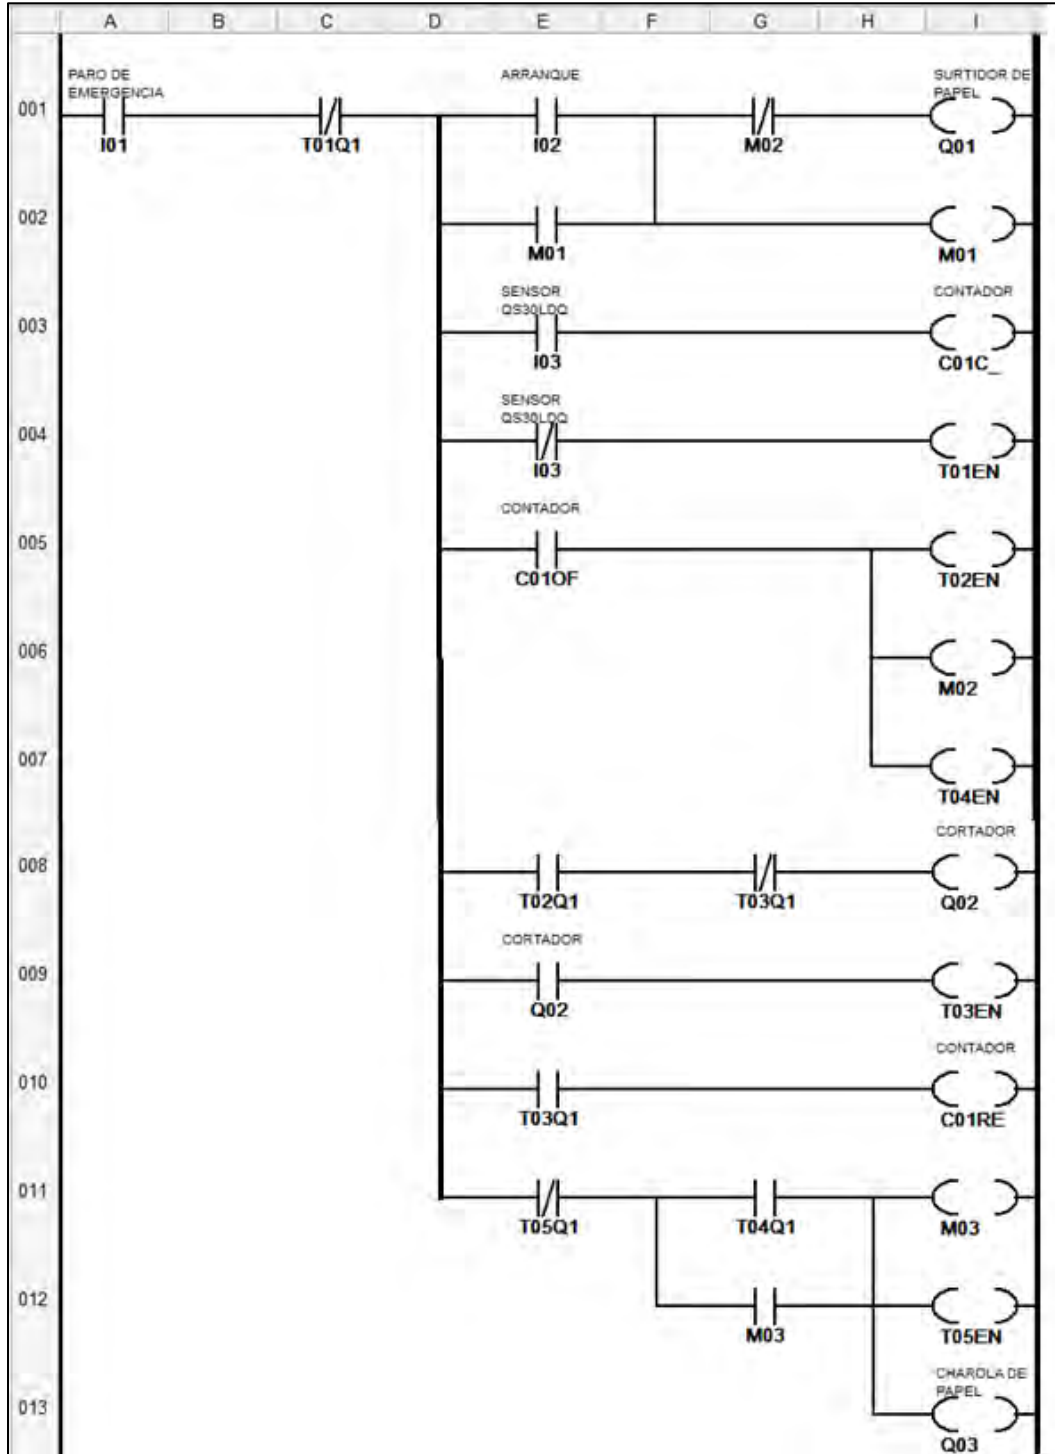 A B C D E F G H I
PARO DE
EMERGENCIA
ARRANQUE
SURTIDOR DE
PAPEL
001
I01
T01Q1
I02
M02
Q01
002
M01
M01
SENSOR
QS30LDQ
CONTADOR
003
I03
C01C_
SENSOR
QS30LDQ
004
I03
T01EN
CONTADOR
005
C01OF
T02EN
006
M02
007
T04EN
CORTADOR
008
T02Q1
T03Q1
Q02
CORTADOR
009
Q02
T03EN
CONTADOR
010
T03Q1
C01RE
011
T05Q1
T04Q1
M03
012
M03
T05EN
CHAROLA DE
PAPEL
013
Q03